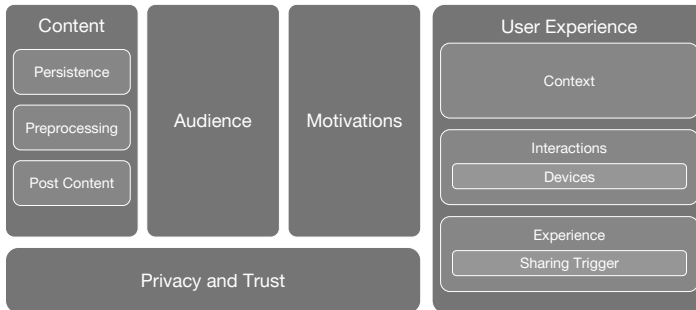 Content
Persistence
Preprocessing
Post Content
Audience
Motivations
Privacy and Trust
User Experience
Context
Interactions
Devices
Experience
Sharing Trigger